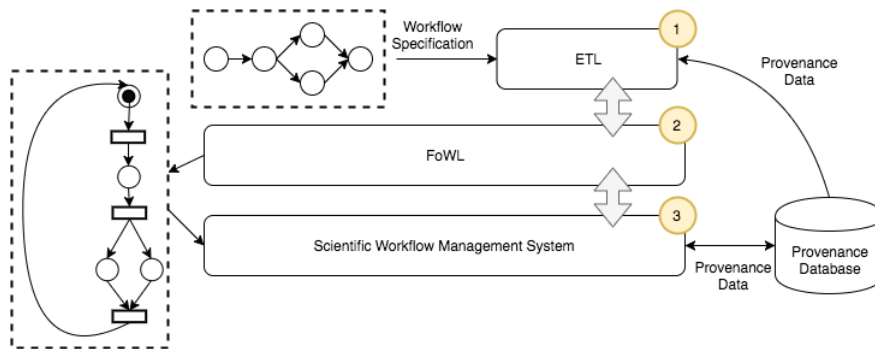 Workflow
Specification
1
ETL
Provenance
Data
2
FoWL
3
Scientific Workflow Management System
Provenance
Data
Provenance
Database